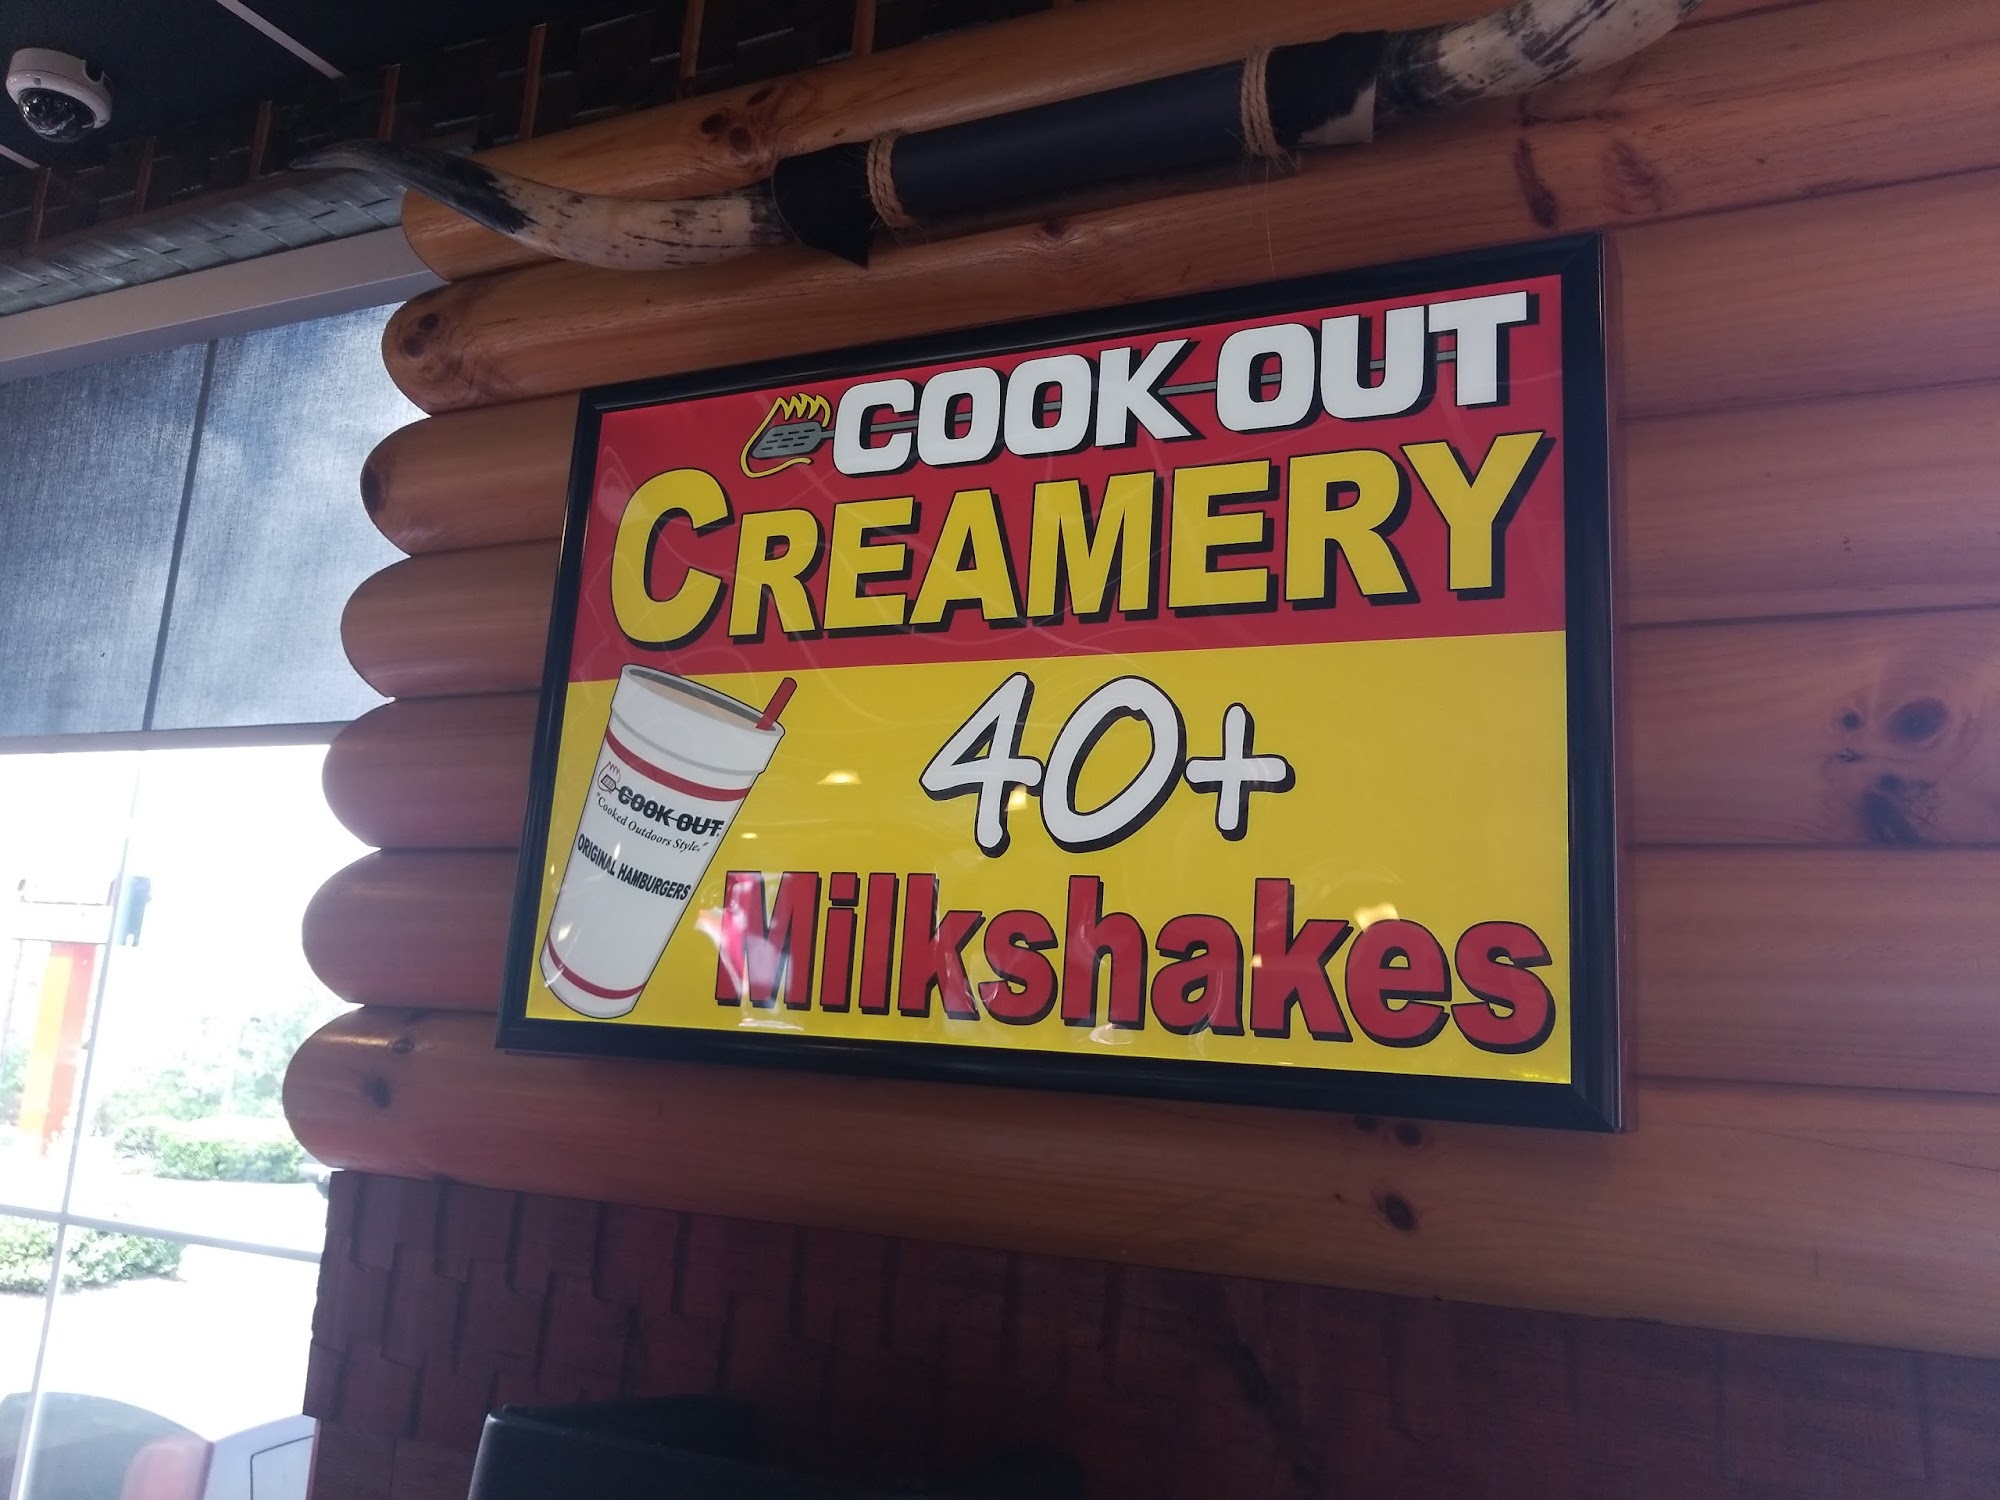 COOK OUT
CREAMERY
40+
Milkshakes
COOK OUT
"Cooked Outdoors Style."
ORIGINAL HAMBURGERS